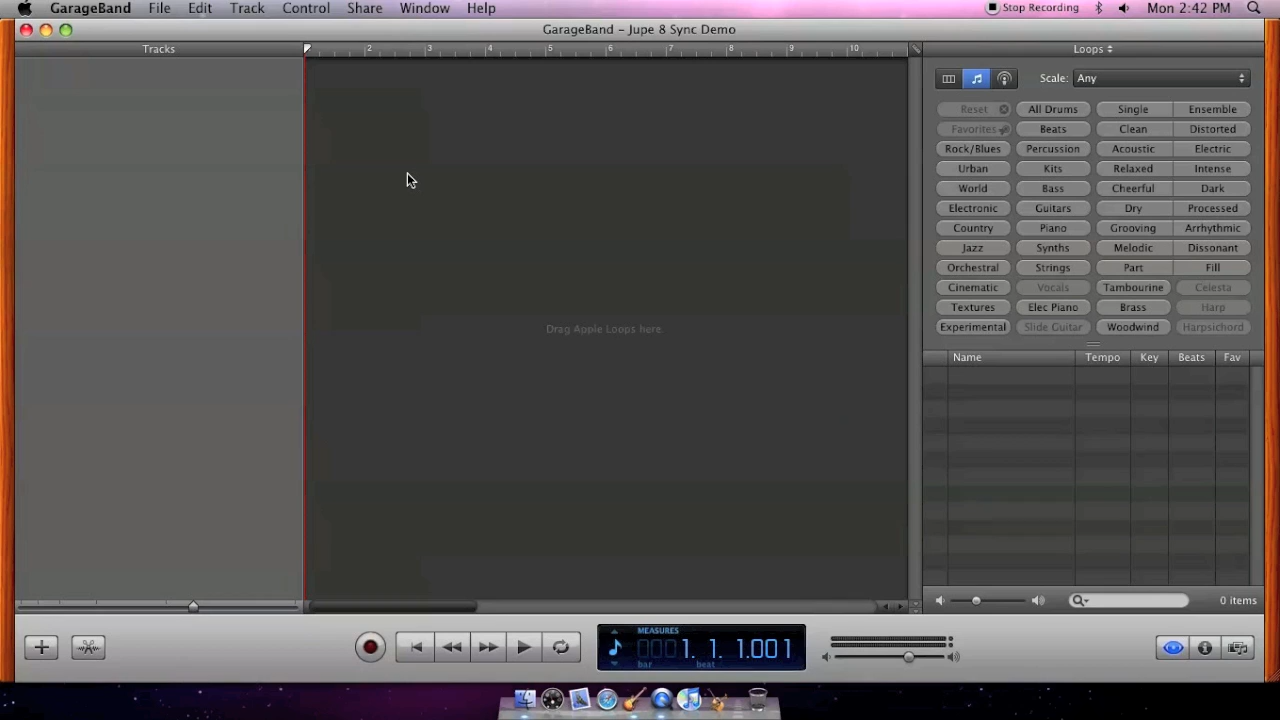 GarageBand File Edit Track Control Share Window Help Stop Recording Mon 2:42 PM
GarageBand – Jupe 8 Sync Demo
Tracks 2 3 4 5 6 7 8 9 10 Loops
Scale: Any
Reset All Drums Single Ensemble
Favorites Beats Clean Distorted
Rock/Blues Percussion Acoustic Electric
Urban Kits Relaxed Intense
World Bass Cheerful Dark
Electronic Guitars Dry Processed
Country Piano Grooving Arrhythmic
Jazz Synths Melodic Dissonant
Orchestral Strings Part Fill
Cinematic Vocals Tambourine Celesta
Textures Elec Piano Brass Harp
Experimental Slide Guitar Woodwind Harpsichord
Drag Apple Loops here
Name Tempo Key Beats Fav
0 items
MEASURES
0001. 1. 1.001
bar beat